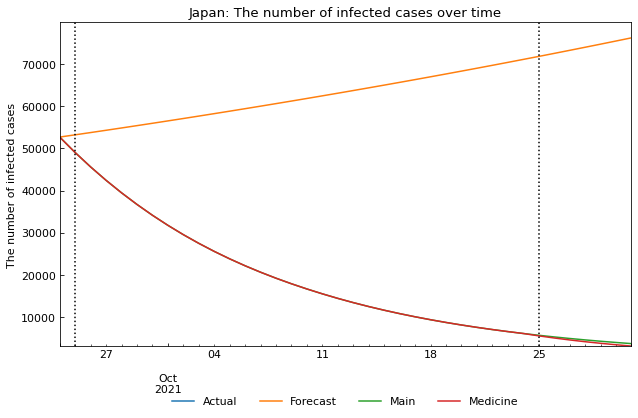 Japan: The number of infected cases over time
The number of infected cases
70000
60000
50000
40000
30000
20000
10000
27 04 11 18 25
Oct
2021
Actual Forecast Main Medicine